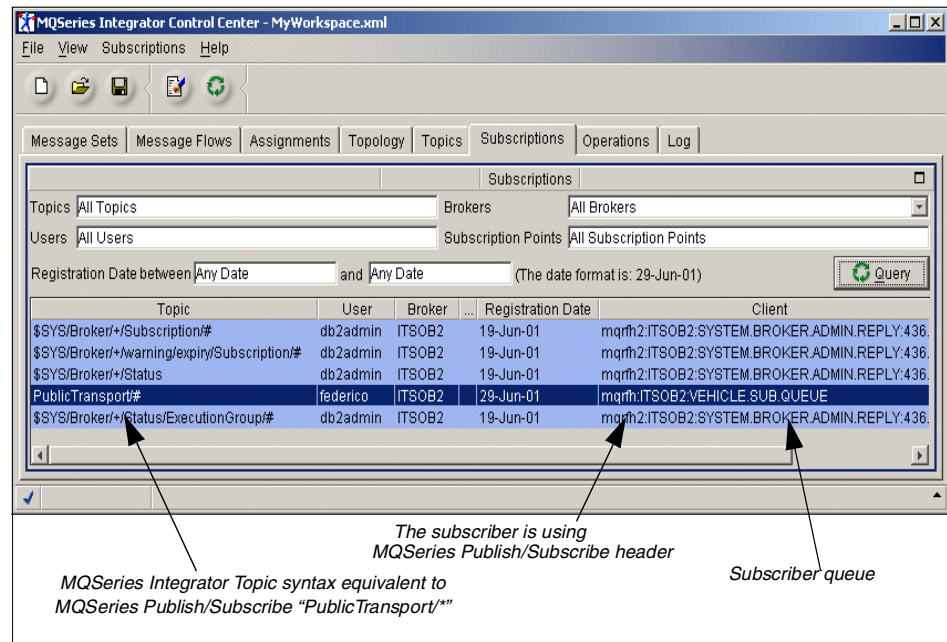 MQSeries Integrator Control Center - MyWorkspace.xml
File View Subscriptions Help
Message Sets Message Flows Assignments Topology Topics Subscriptions Operations Log
Subscriptions
Topics All Topics Brokers All Brokers
Users All Users Subscription Points All Subscription Points
Registration Date between Any Date and Any Date (The date format is: 29-Jun-01) Query
Topic User Broker ... Registration Date Client
$SYS/Broker/+/Subscription/# db2admin ITSOB2 19-Jun-01 mqrfh2:ITSOB2:SYSTEM.BROKER.ADMIN.REPLY:436.
$SYS/Broker/+/warning/expiry/Subscription/# db2admin ITSOB2 19-Jun-01 mqrfh2:ITSOB2:SYSTEM.BROKER.ADMIN.REPLY:436.
$SYS/Broker/+/Status db2admin ITSOB2 19-Jun-01 mqrfh2:ITSOB2:SYSTEM.BROKER.ADMIN.REPLY:436.
PublicTransport/# federico ITSOB2 29-Jun-01 mqrfh:ITSOB2:VEHICLE.SUB.QUEUE
$SYS/Broker/+/Status/ExecutionGroup/# db2admin ITSOB2 19-Jun-01 mqrfh2:ITSOB2:SYSTEM.BROKER.ADMIN.REPLY:436.
The subscriber is using
MQSeries Publish/Subscribe header
Subscriber queue
MQSeries Integrator Topic syntax equivalent to
MQSeries Publish/Subscribe “PublicTransport/*”